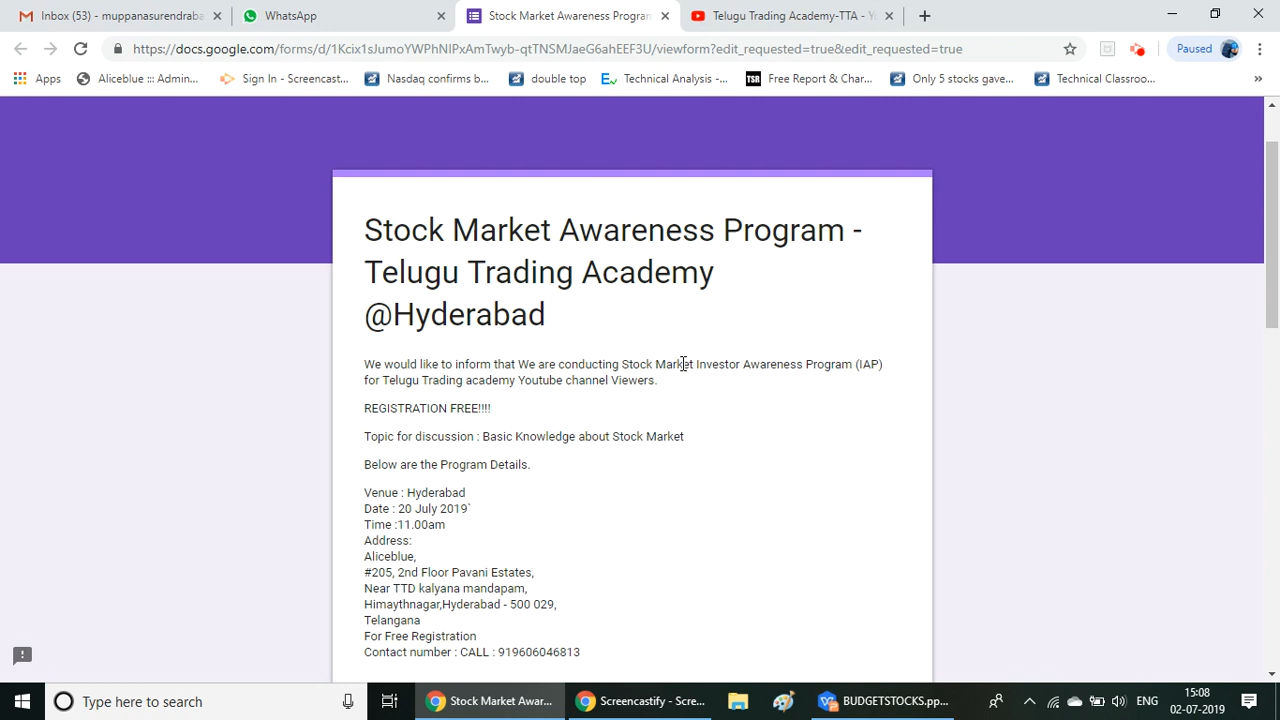 Inbox (53) - muppanasurendrab
WhatsApp
Stock Market Awareness Program
Telugu Trading Academy-TTA - Y
https://docs.google.com/forms/d/1Kcix1sJumoYWPhNlPxAmTwyb-qtTNSMJaeG6ahEEF3U/viewform?edit_requested=true&edit_requested=true
Paused
Apps
Aliceblue ::: Admin...
Sign In - Screencast...
Nasdaq confirms b...
double top
Technical Analysis -...
TSR
Free Report & Char...
Only 5 stocks gave...
Technical Classroo...
»
Stock Market Awareness Program -
Telugu Trading Academy
@Hyderabad
We would like to inform that We are conducting Stock Market Investor Awareness Program (IAP)
for Telugu Trading academy Youtube channel Viewers.
REGISTRATION FREE!!!!
Topic for discussion : Basic Knowledge about Stock Market
Below are the Program Details.
Venue : Hyderabad
Date : 20 July 2019`
Time :11.00am
Address:
Aliceblue,
#205, 2nd Floor Pavani Estates,
Near TTD kalyana mandapam,
Himaythnagar,Hyderabad - 500 029,
Telangana
For Free Registration
Contact number : CALL : 919606046813
Type here to search
Stock Market Awar...
Screencastify - Scre...
BUDGETSTOCKS.pp...
ENG
15:08
02-07-2019